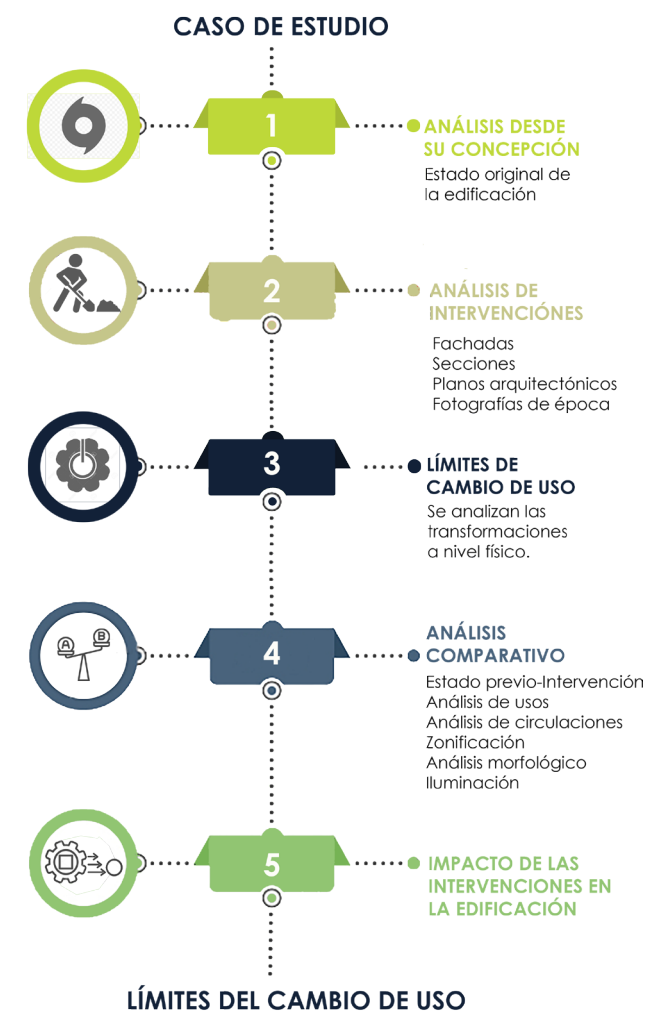 CASO DE ESTUDIO
1
ANÁLISIS DESDE
SU CONCEPCIÓN
Estado original de
la edificación
2
ANÁLISIS DE
INTERVENCIÓNES
Fachadas
Secciones
Planos arquitectónicos
Fotografías de época
3
LÍMITES DE
CAMBIO DE USO
Se analizan las
transformaciones
a nivel físico.
A
B
4
ANÁLISIS
COMPARATIVO
Estado previo-Intervención
Análisis de usos
Análisis de circulaciones
Zonificación
Análisis morfológico
Iluminación
5
IMPACTO DE LAS
INTERVENCIONES EN
LA EDIFICACIÓN
LÍMITES DEL CAMBIO DE USO